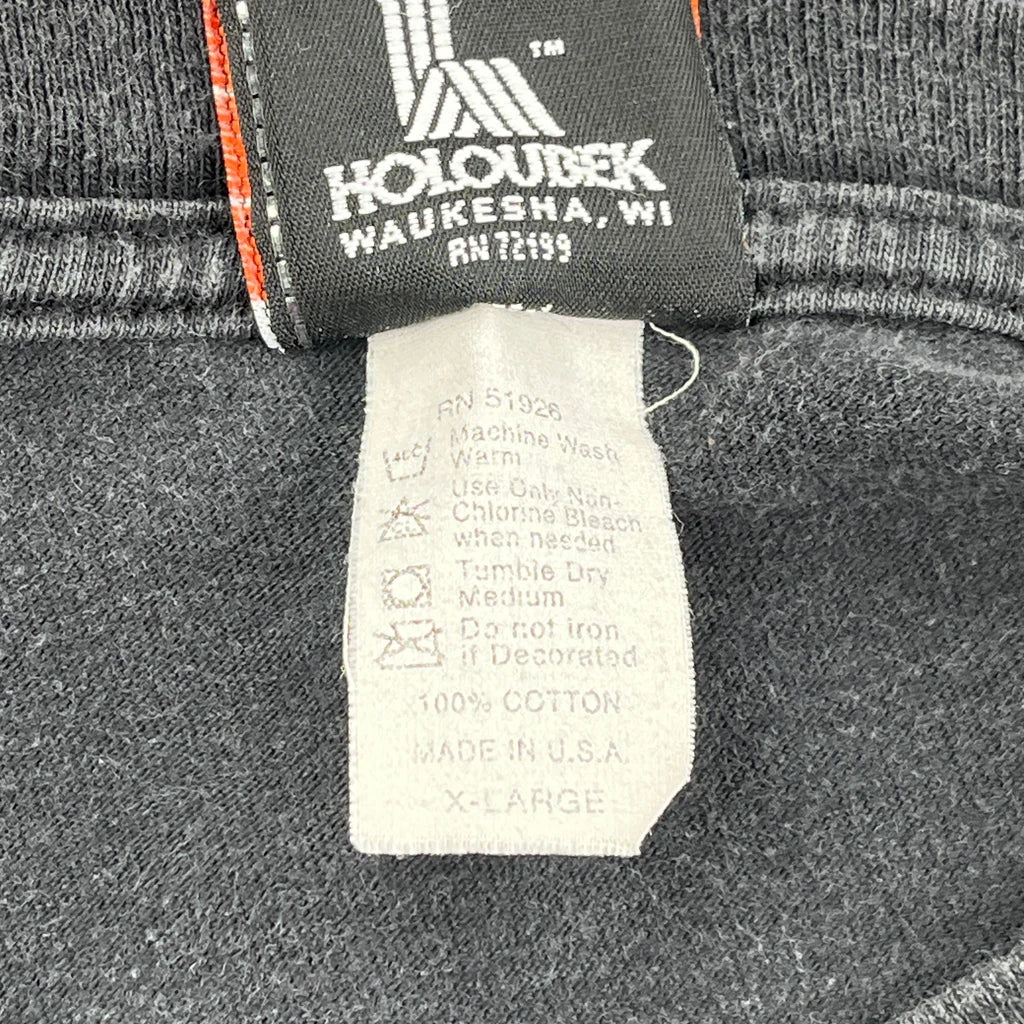 TM
HOLOUBEK
WAUKESHA, WI
RN 72199
RN 51926
Machine Wash
Warm
Use Only Non-
Chlorine Bleach
when needed
Tumble Dry
Medium
Do not iron
if Decorated
100% COTTON
MADE IN U.S.A.
X-LARGE